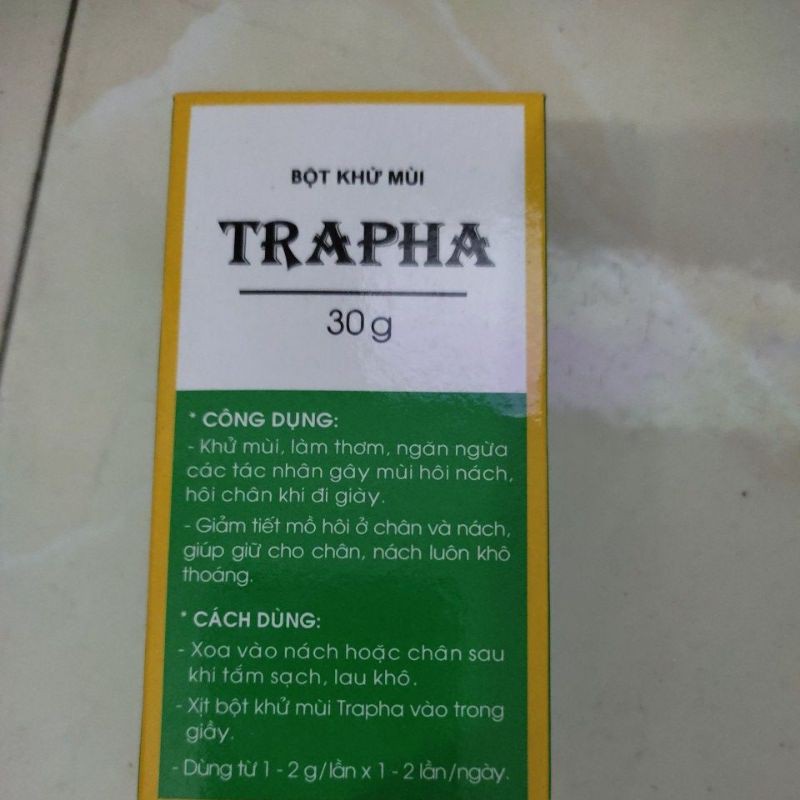 BỘT KHỬ MÙI
TRAPHA
30g
* CÔNG DỤNG:
- Khử mùi, làm thơm, ngăn ngừa
các tác nhân gây mùi hôi nách,
hôi chân khi đi giày.
- Giảm tiết mồ hôi ở chân và nách,
giúp giữ cho chân, nách luôn khô
thoáng.
* CÁCH DÙNG:
- Xoa vào nách hoặc chân sau
khi tắm sạch, lau khô.
- Xịt bột khử mùi Trapha vào trong
giầy.
- Dùng từ 1 - 2 g/lần x 1 - 2 lần/ngày.